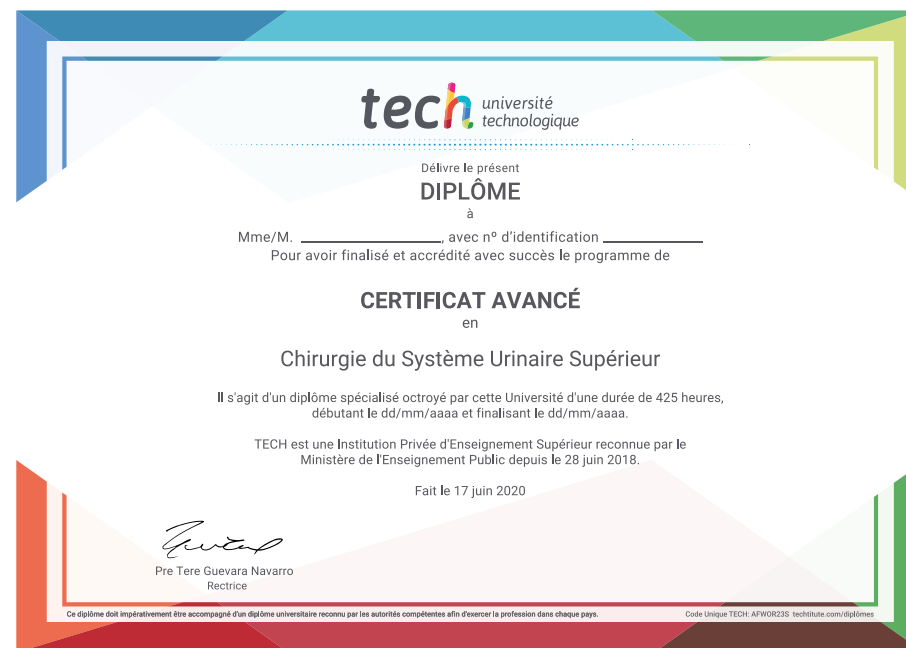 tech université
technologique
Délivre le présent
DIPLÔME
à
Mme/M. ____________________, avec nº d'identification ______________
Pour avoir finalisé et accrédité avec succès le programme de
CERTIFICAT AVANCÉ
en
Chirurgie du Système Urinaire Supérieur
Il s'agit d'un diplôme spécialisé octroyé par cette Université d'une durée de 425 heures,
débutant le dd/mm/aaaa et finalisant le dd/mm/aaaa.
TECH est une Institution Privée d'Enseignement Supérieur reconnue par le
Ministère de l'Enseignement Public depuis le 28 juin 2018.
Fait le 17 juin 2020
Pre Tere Guevara Navarro
Rectrice
Ce diplôme doit impérativement être accompagné d'un diplôme universitaire reconnu par les autorités compétentes afin d'exercer la profession dans chaque pays.
Code Unique TECH: AFWOR23S techtitute.com/diplômes